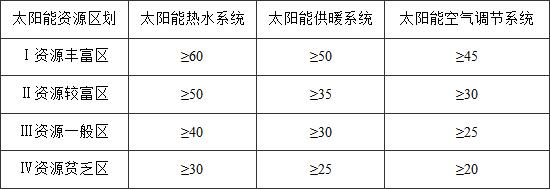 太阳能资源区划 太阳能热水系统 太阳能供暖系统 太阳能空气调节系统
Ⅰ资源丰富区 ≥60 ≥50 ≥45
Ⅱ资源较富区 ≥50 ≥35 ≥30
Ⅲ资源一般区 ≥40 ≥30 ≥25
Ⅳ资源贫乏区 ≥30 ≥25 ≥20